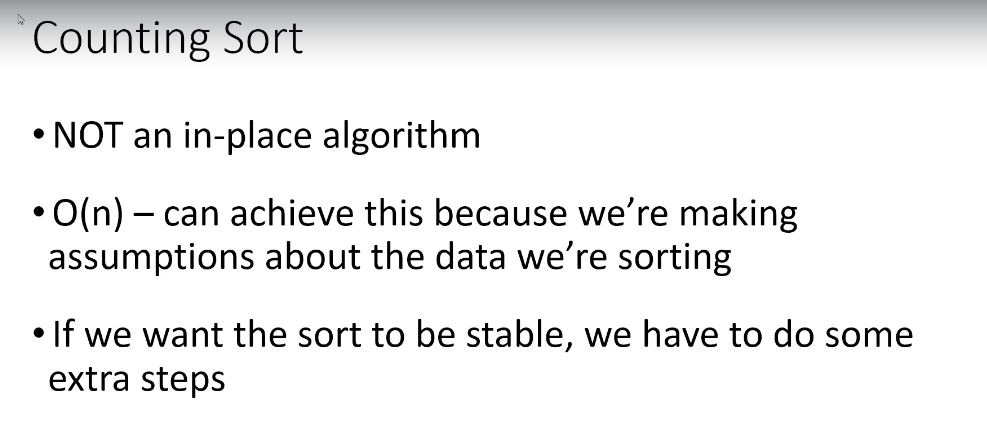 Counting Sort
• NOT an in-place algorithm
• O(n) – can achieve this because we’re making
assumptions about the data we’re sorting
• If we want the sort to be stable, we have to do some
extra steps